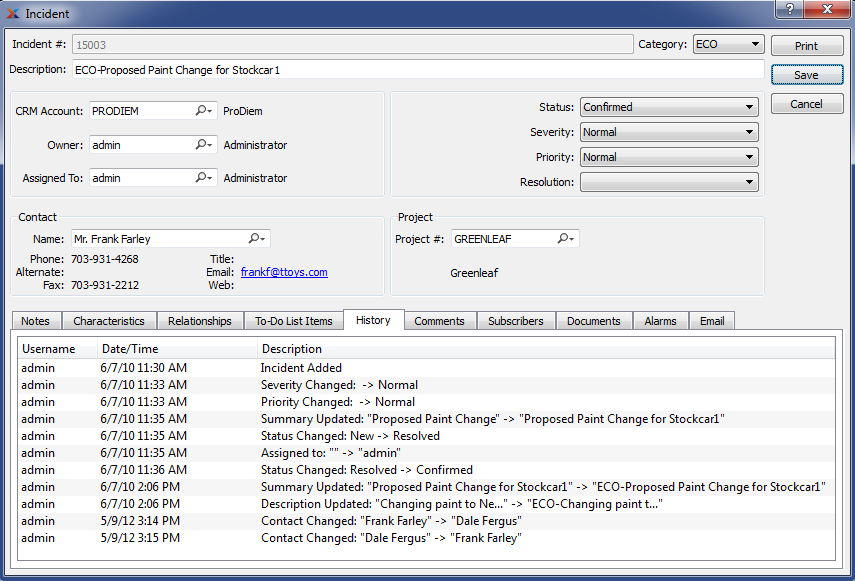 Incident
Incident #: 15003 Category: ECO Print
Description: ECO-Proposed Paint Change for Stockcar1 Save
Cancel
CRM Account: PRODIEM ProDiem Status: Confirmed
Owner: admin Administrator Severity: Normal
Assigned To: admin Administrator Priority: Normal
Resolution:
Contact Project
Name: Mr. Frank Farley Project #: GREENLEAF
Phone: 703-931-4268 Title:
Alternate: Email: frankf@ttoys.com Greenleaf
Fax: 703-931-2212 Web:
Notes Characteristics Relationships To-Do List Items History Comments Subscribers Documents Alarms Email
Username Date/Time Description
admin 6/7/10 11:30 AM Incident Added
admin 6/7/10 11:33 AM Severity Changed: -> Normal
admin 6/7/10 11:33 AM Priority Changed: -> Normal
admin 6/7/10 11:35 AM Summary Updated: "Proposed Paint Change" -> "Proposed Paint Change for Stockcar1"
admin 6/7/10 11:35 AM Status Changed: New -> Resolved
admin 6/7/10 11:35 AM Assigned to: "" -> "admin"
admin 6/7/10 11:36 AM Status Changed: Resolved -> Confirmed
admin 6/7/10 2:06 PM Summary Updated: "Proposed Paint Change for Stockcar1" -> "ECO-Proposed Paint Change for Stockcar1"
admin 6/7/10 2:06 PM Description Updated: "Changing paint to Ne..." -> "ECO-Changing paint t..."
admin 5/9/12 3:14 PM Contact Changed: "Frank Farley" -> "Dale Fergus"
admin 5/9/12 3:15 PM Contact Changed: "Dale Fergus" -> "Frank Farley"